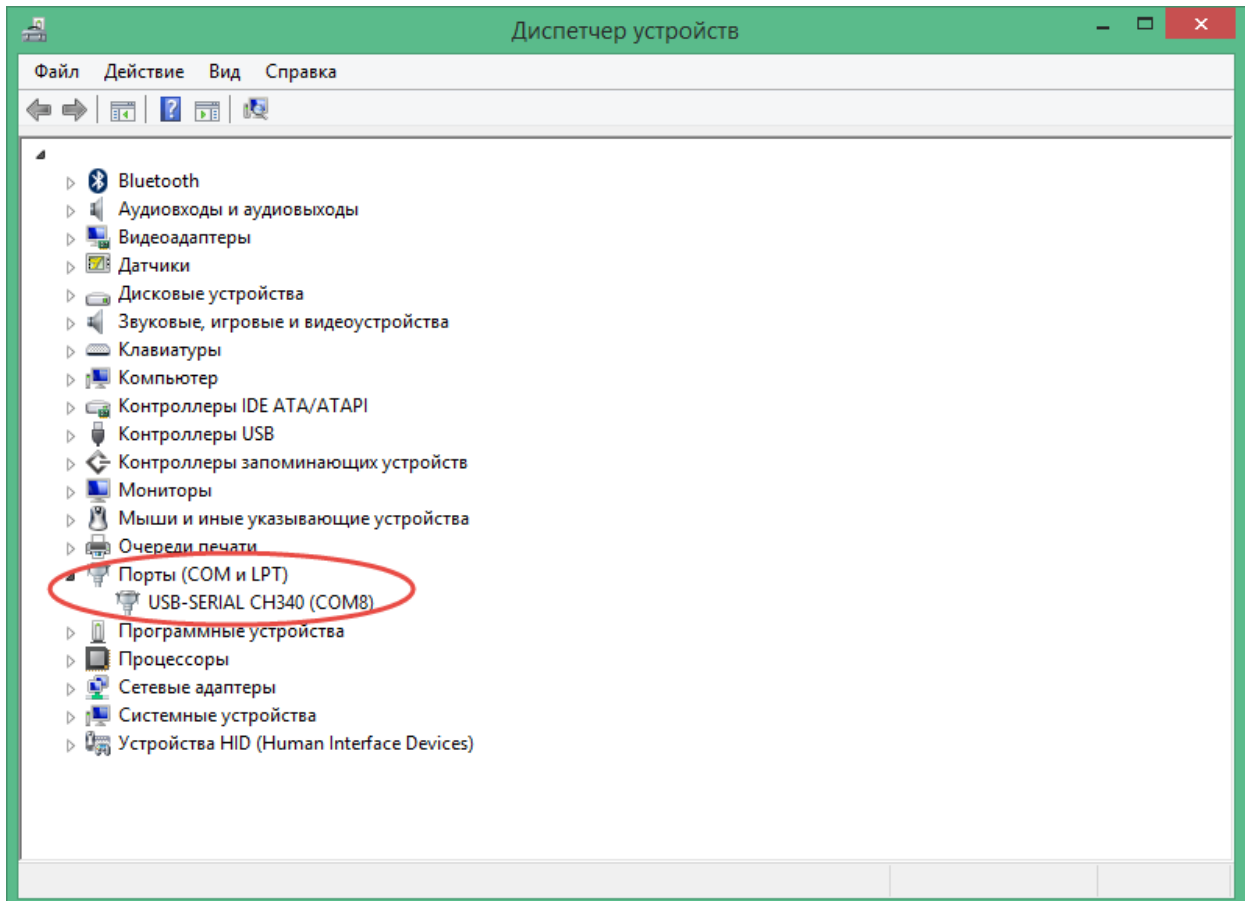 Диспетчер устройств
Файл Действие Вид Справка
Bluetooth
Аудиовходы и аудиовыходы
Видеоадаптеры
Датчики
Дисковые устройства
Звуковые, игровые и видеоустройства
Клавиатуры
Компьютер
Контроллеры IDE ATA/ATAPI
Контроллеры USB
Контроллеры запоминающих устройств
Мониторы
Мыши и иные указывающие устройства
Очереди печати
Порты (COM и LPT)
USB-SERIAL CH340 (COM8)
Программные устройства
Процессоры
Сетевые адаптеры
Системные устройства
Устройства HID (Human Interface Devices)